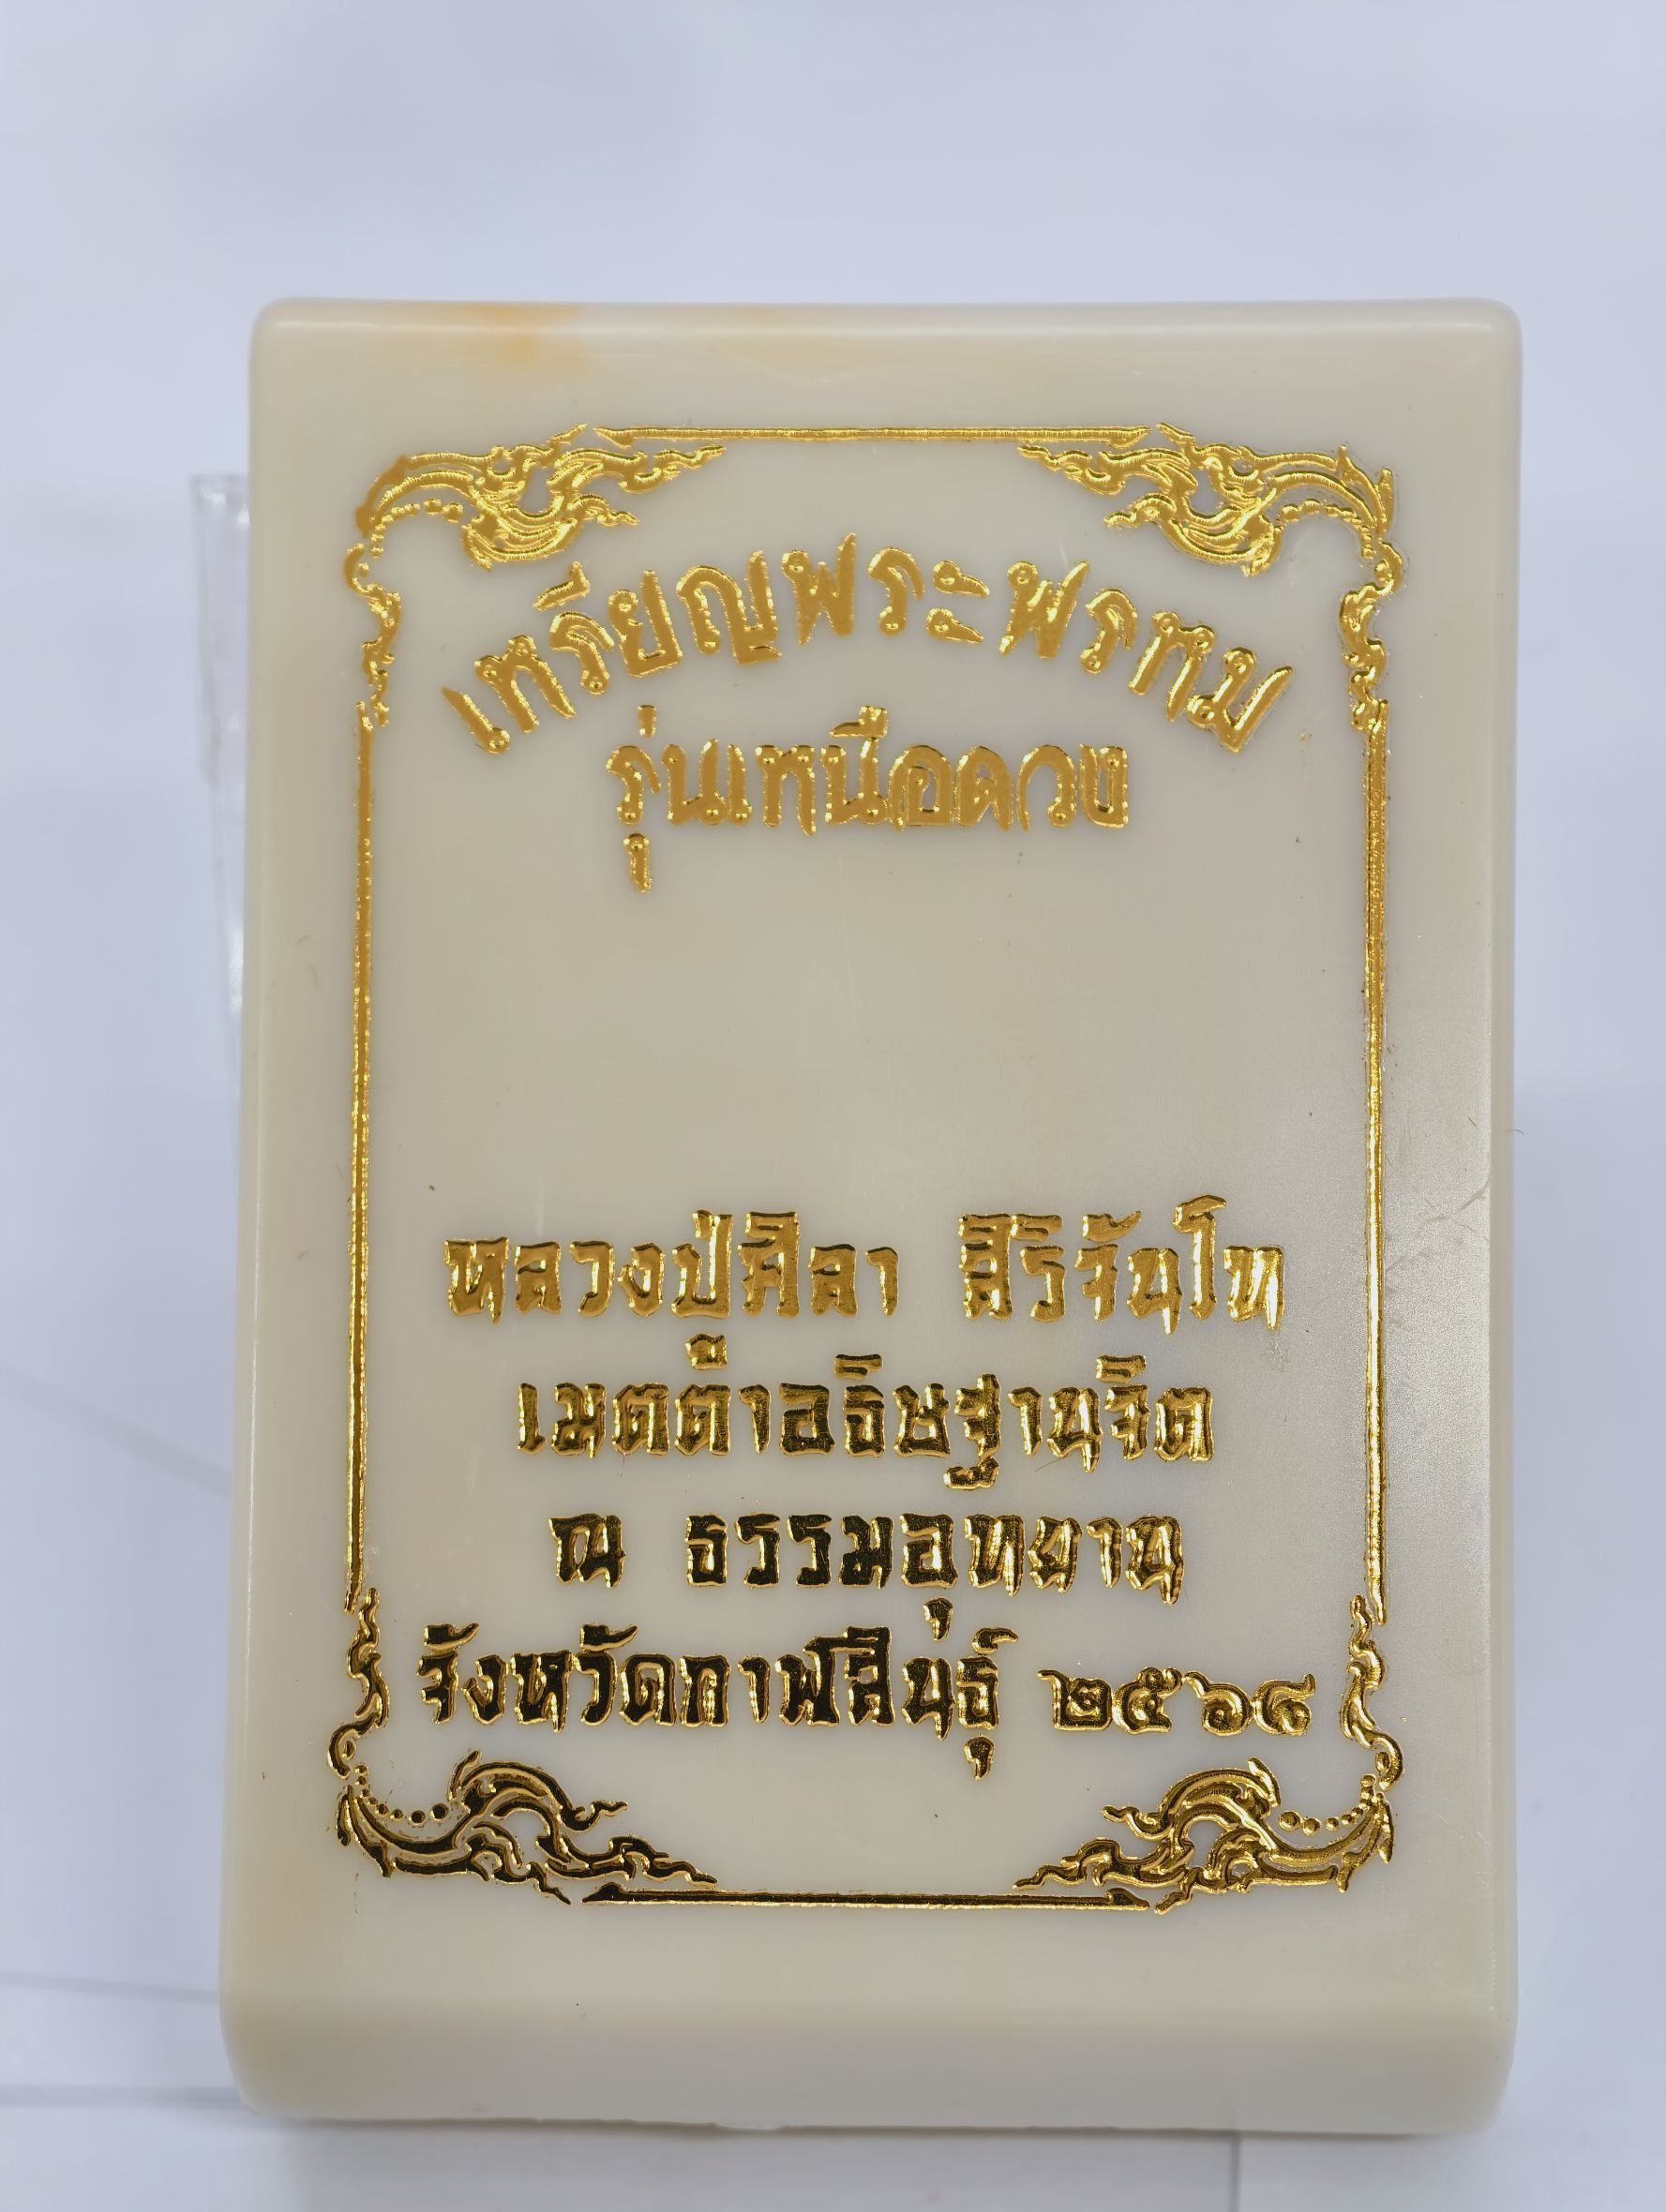 เหรียญพระพรหม
รุ่นเหนือดวง
หลวงปู่ศิลา สิริจันโท
เมตต๊าอธิษฐานจิต
ณ ธรรมอุทยาน
จังหวัดกาฬสินธุ์ ๒๕๖๘